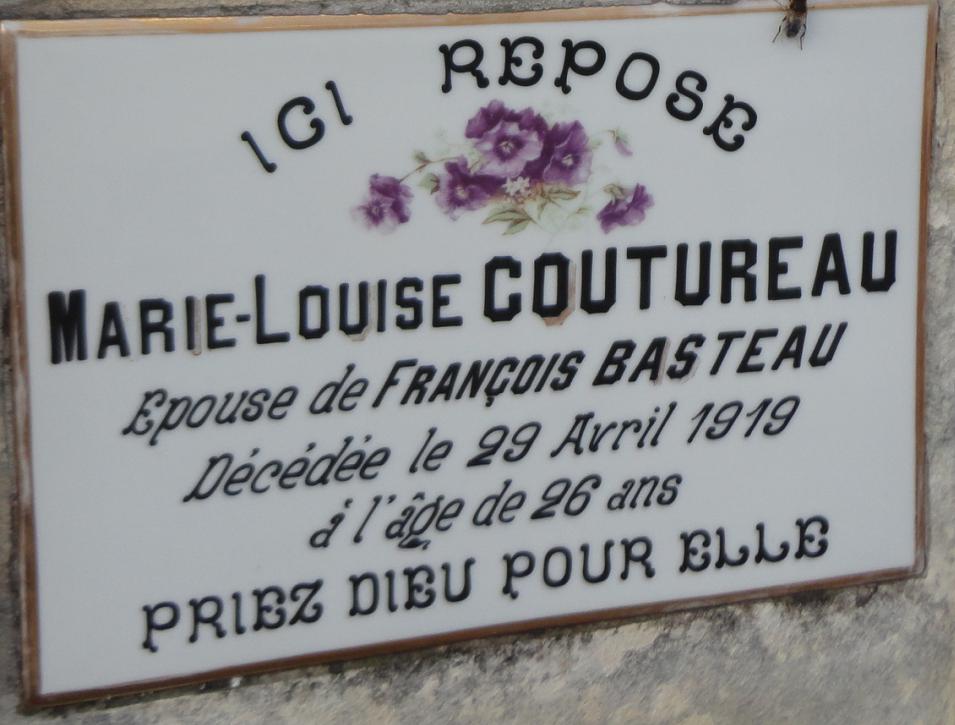 ICI REPOSE
MARIE-LOUISE COUTUREAU
Epouse de FRANÇOIS BASTEAU
Décédée le 29 Avril 1919
à l'âge de 26 ans
PRIEZ DIEU POUR ELLE